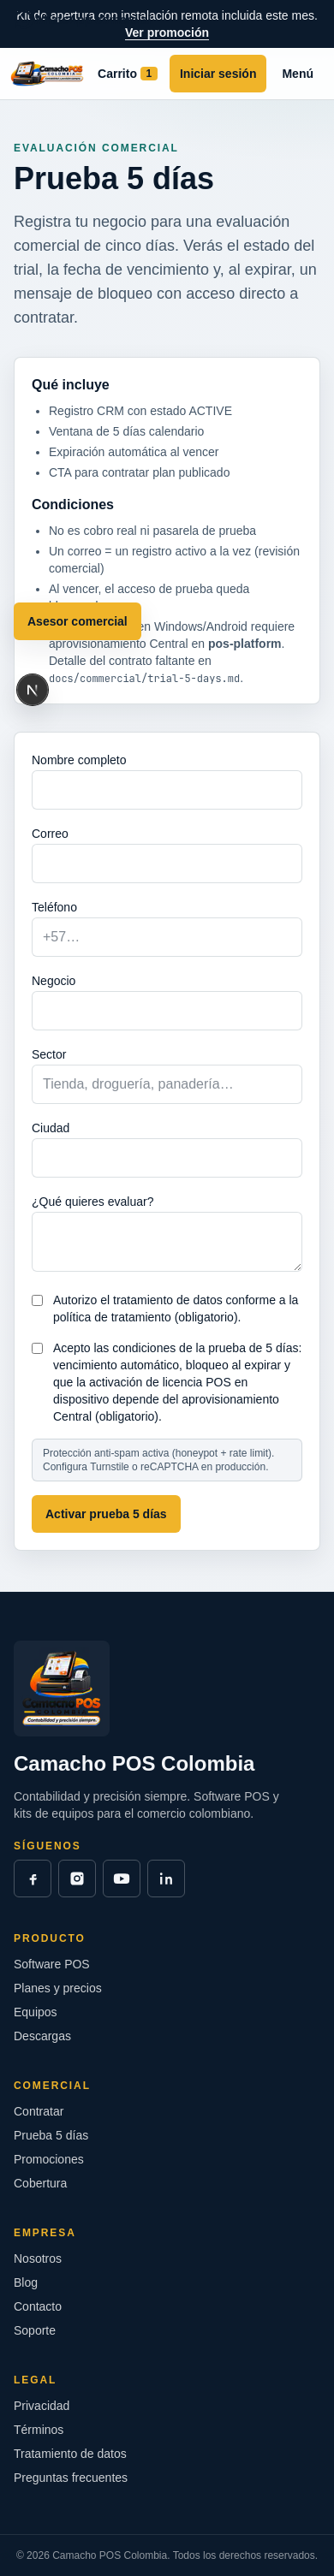 Kit de apertura con instalación remota incluida este mes.
Ver promoción
CamachoPOS
COLOMBIA
Carrito 1
Iniciar sesión
Menú
EVALUACIÓN COMERCIAL
Prueba 5 días
Registra tu negocio para una evaluación
comercial de cinco días. Verás el estado del
trial, la fecha de vencimiento y, al expirar, un
mensaje de bloqueo con acceso directo a
contratar.
Qué incluye
• Registro CRM con estado ACTIVE
• Ventana de 5 días calendario
• Expiración automática al vencer
• CTA para contratar plan publicado
Condiciones
• No es cobro real ni pasarela de prueba
• Un correo = un registro activo a la vez (revisión
comercial)
• Al vencer, el acceso de prueba queda
Asesor comercial
en Windows/Android requiere
aprovisionamiento Central en pos-platform.
Detalle del contrato faltante en
docs/commercial/trial-5-days.md.
N
Nombre completo
Correo
Teléfono
+57…
Negocio
Sector
Tienda, droguería, panadería…
Ciudad
¿Qué quieres evaluar?
Autorizo el tratamiento de datos conforme a la
política de tratamiento (obligatorio).
Acepto las condiciones de la prueba de 5 días:
vencimiento automático, bloqueo al expirar y
que la activación de licencia POS en
dispositivo depende del aprovisionamiento
Central (obligatorio).
Protección anti-spam activa (honeypot + rate limit).
Configura Turnstile o reCAPTCHA en producción.
Activar prueba 5 días
CamachoPOS
COLOMBIA
Contabilidad y precisión siempre.
Camacho POS Colombia
Contabilidad y precisión siempre. Software POS y
kits de equipos para el comercio colombiano.
SÍGUENOS
PRODUCTO
Software POS
Planes y precios
Equipos
Descargas
COMERCIAL
Contratar
Prueba 5 días
Promociones
Cobertura
EMPRESA
Nosotros
Blog
Contacto
Soporte
LEGAL
Privacidad
Términos
Tratamiento de datos
Preguntas frecuentes
© 2026 Camacho POS Colombia. Todos los derechos reservados.